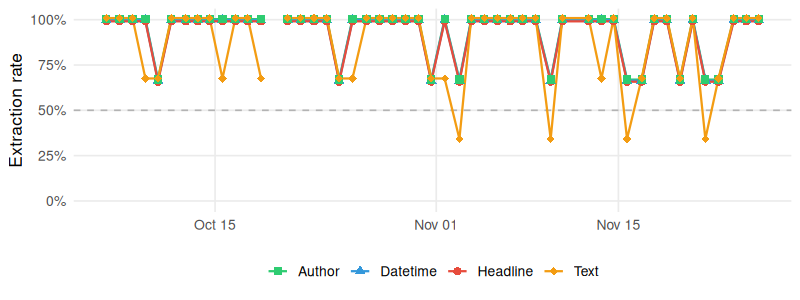 100%
75%
50%
25%
0%
Extraction rate
Oct 15 Nov 01 Nov 15
Author Datetime Headline Text